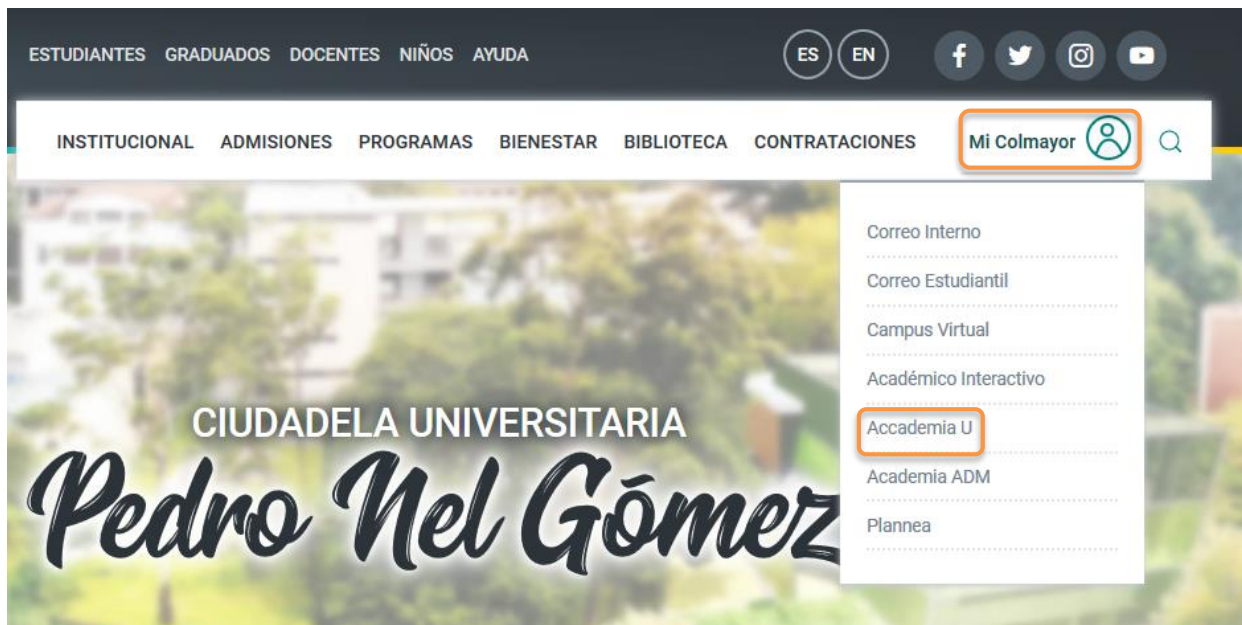 ESTUDIANTES GRADUADOS DOCENTES NIÑOS AYUDA ES EN
INSTITUCIONAL ADMISIONES PROGRAMAS BIENESTAR BIBLIOTECA CONTRATACIONES Mi Colmayor
Correo Interno
Correo Estudiantil
Campus Virtual
Académico Interactivo
Accademia U
Academia ADM
Plannea
CIUDADELA UNIVERSITARIA
Pedro Nel Gómez